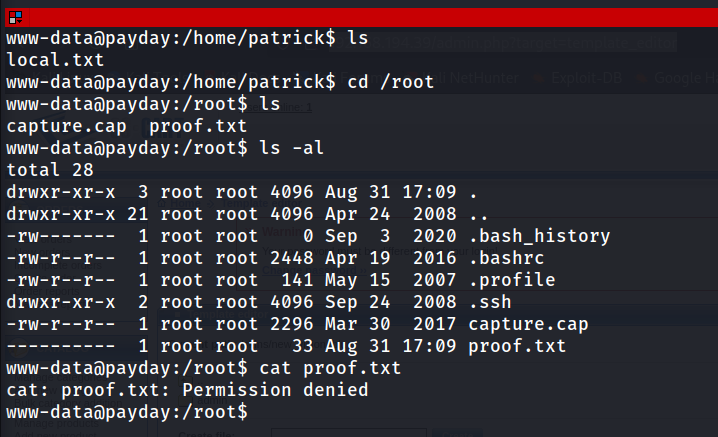 www-data@payday:/home/patrick$ ls
local.txt
www-data@payday:/home/patrick$ cd /root
www-data@payday:/root$ ls
capture.cap  proof.txt
www-data@payday:/root$ ls -al
total 28
drwxr-xr-x  3 root root 4096 Aug 31 17:09 .
drwxr-xr-x 21 root root 4096 Apr 24  2008 ..
-rw-------  1 root root    0 Sep  3  2020 .bash_history
-rw-r--r--  1 root root 2448 Apr 19  2016 .bashrc
-rw-r--r--  1 root root  141 May 15  2007 .profile
drwxr-xr-x  2 root root 4096 Sep 24  2008 .ssh
-rw-r--r--  1 root root 2296 Mar 30  2017 capture.cap
----------  1 root root   33 Aug 31 17:09 proof.txt
www-data@payday:/root$ cat proof.txt
cat: proof.txt: Permission denied
www-data@payday:/root$